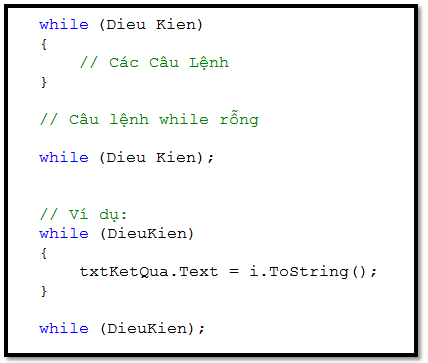 while (Dieu Kien)
{
// Các Câu Lệnh
}
// Câu lệnh while rỗng
while (Dieu Kien);
// Ví dụ:
while (DieuKien)
{
txtKetQua.Text = i.ToString();
}
while (DieuKien);